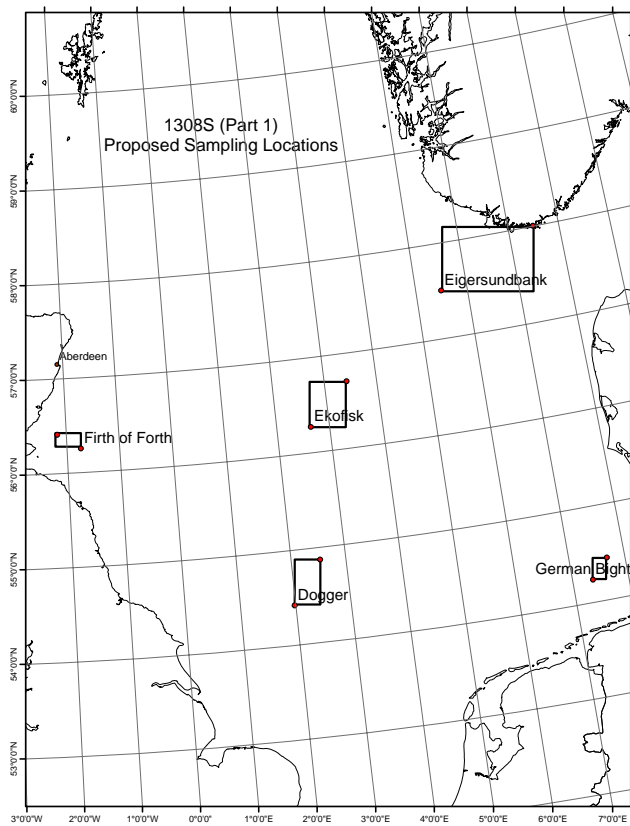 1308S (Part 1)
Proposed Sampling Locations
Eigersundbank
Aberdeen
Ekofisk
Firth of Forth
German Bight
Dogger
60°0'0"N
59°0'0"N
58°0'0"N
57°0'0"N
56°0'0"N
55°0'0"N
54°0'0"N
53°0'0"N
3°0'0"W 2°0'0"W 1°0'0"W 0°0'0"E 1°0'0"E 2°0'0"E 3°0'0"E 4°0'0"E 5°0'0"E 6°0'0"E 7°0'0"E